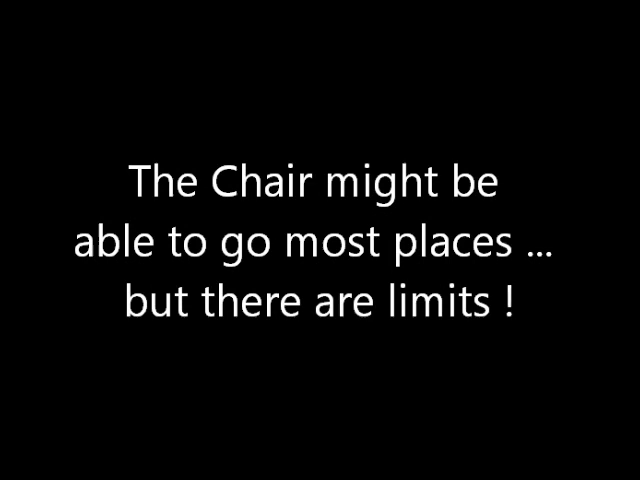 The Chair might be
able to go most places ...
but there are limits !